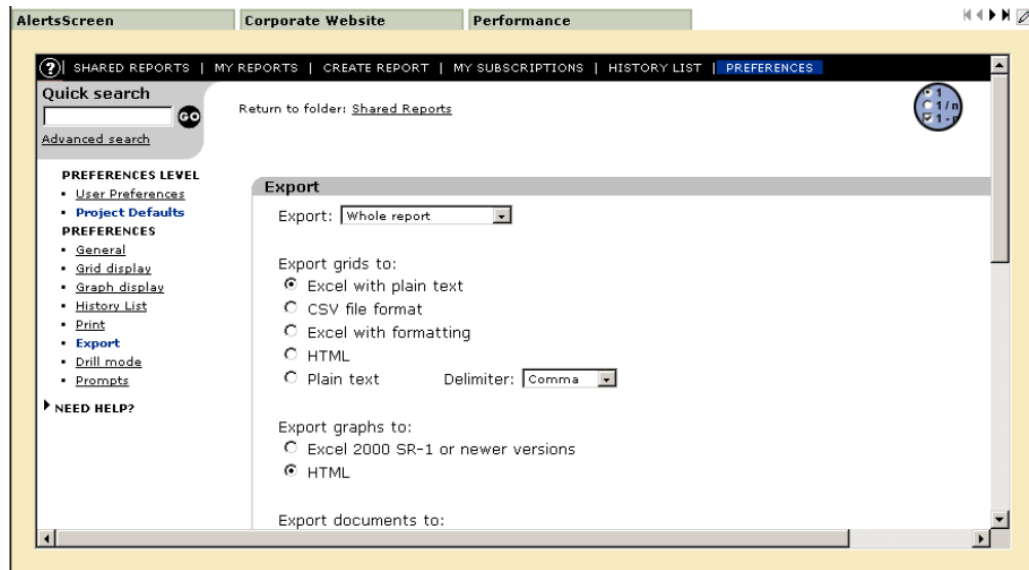 AlertsScreen Corporate Website Performance
? | SHARED REPORTS | MY REPORTS | CREATE REPORT | MY SUBSCRIPTIONS | HISTORY LIST | PREFERENCES
Quick search
GO
Advanced search
Return to folder: Shared Reports
1
1/n
PREFERENCES LEVEL
• User Preferences
• Project Defaults
PREFERENCES
• General
• Grid display
• Graph display
• History List
• Print
• Export
• Drill mode
• Prompts
NEED HELP?
Export
Export: Whole report
Export grids to:
Excel with plain text
CSV file format
Excel with formatting
HTML
Plain text Delimiter: Comma
Export graphs to:
Excel 2000 SR-1 or newer versions
HTML
Export documents to: